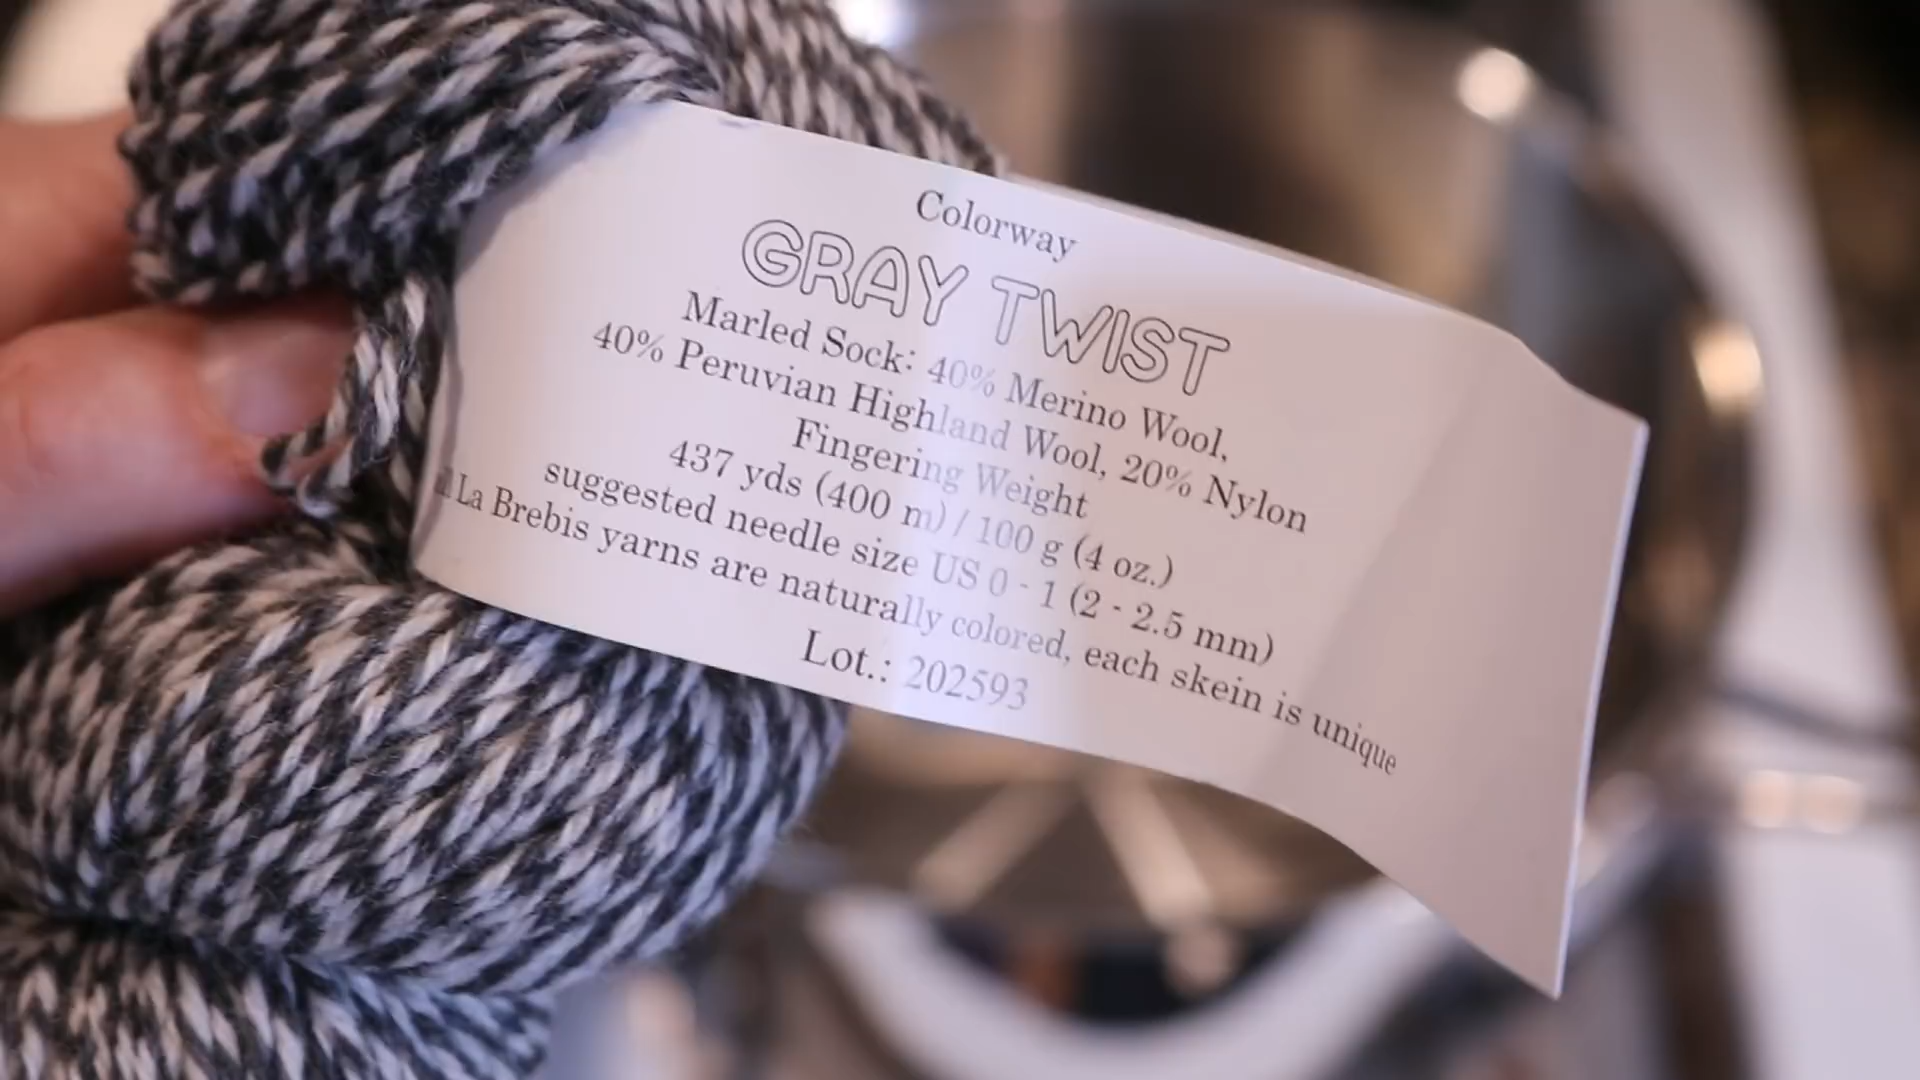 Colorway
GRAY TWIST
Marled Sock: 40% Merino Wool,
40% Peruvian Highland Wool, 20% Nylon
Fingering Weight
437 yds (400 m) / 100 g (4 oz.)
suggested needle size US 0 - 1 (2 - 2.5 mm)
La Brebis yarns are naturally colored, each skein is unique
Lot.: 202593